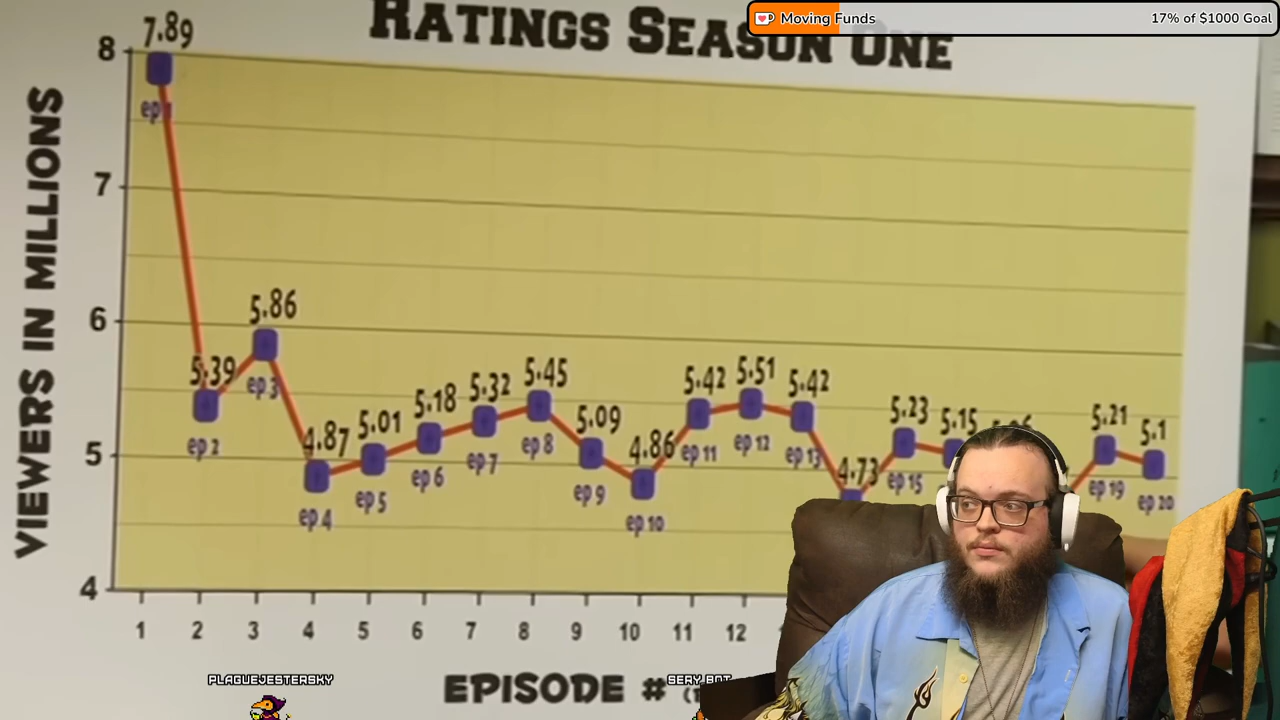 RATINGS SEASON ONE
Moving Funds
17% of $1000 Goal
VIEWERS IN MILLIONS
8
7
6
5
4
7.89
5.39
5.86
4.87
5.01
5.18
5.32
5.45
5.09
4.86
5.42
5.51
5.42
4.73
5.23
5.15
5.21
5.1
ep 2
ep 3
ep 4
ep 5
ep 6
ep 7
ep 8
ep 9
ep 10
ep 11
ep 12
ep 13
ep 15
ep 19
ep 20
1 2 3 4 5 6 7 8 9 10 11 12
EPISODE #
PLAGUEJESTERSKY
SERY_BOT